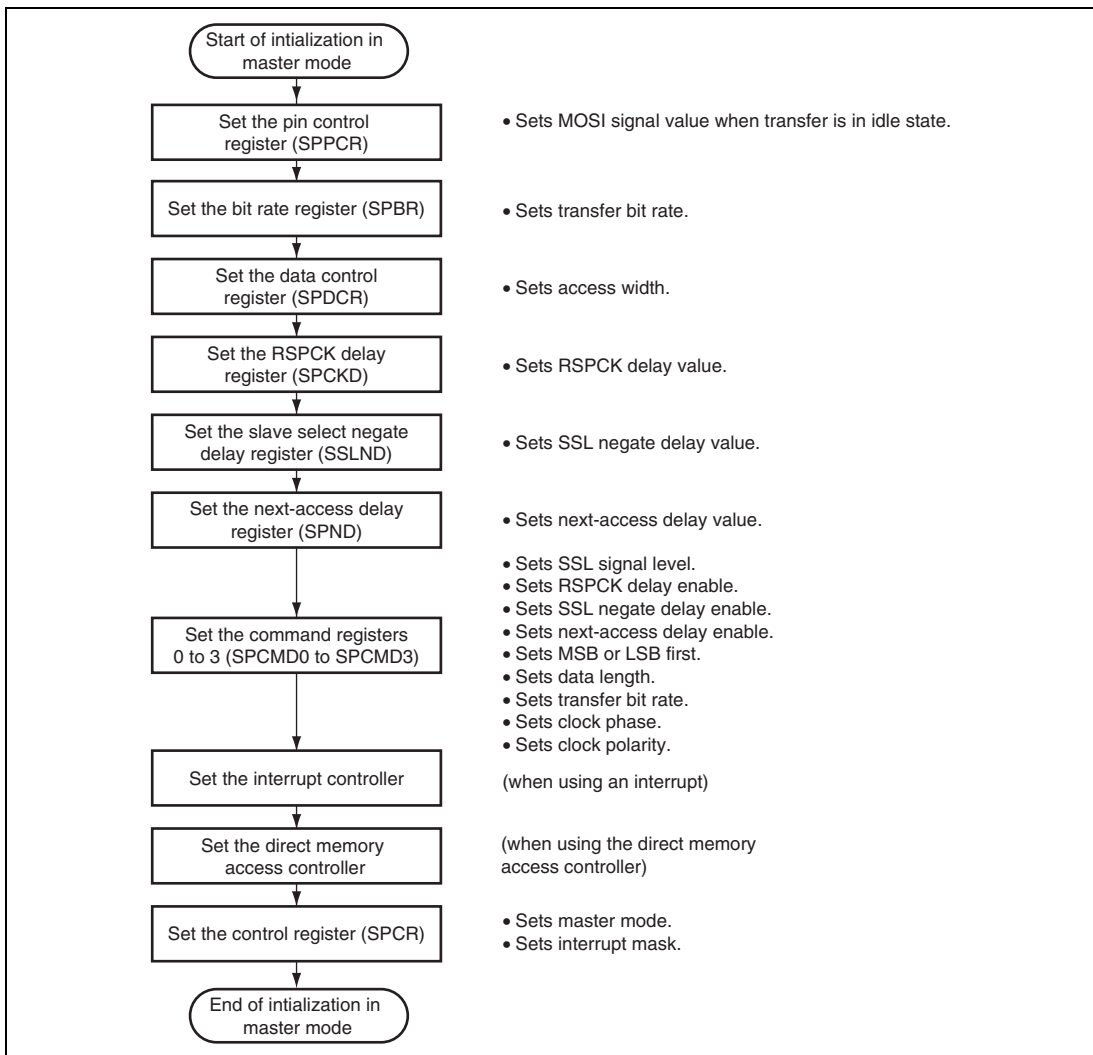 Start of intialization in
master mode
Set the pin control
register (SPPCR)
• Sets MOSI signal value when transfer is in idle state.
Set the bit rate register (SPBR)
• Sets transfer bit rate.
Set the data control
register (SPDCR)
• Sets access width.
Set the RSPCK delay
register (SPCKD)
• Sets RSPCK delay value.
Set the slave select negate
delay register (SSLND)
• Sets SSL negate delay value.
Set the next-access delay
register (SPND)
• Sets next-access delay value.
Set the command registers
0 to 3 (SPCMD0 to SPCMD3)
• Sets SSL signal level.
• Sets RSPCK delay enable.
• Sets SSL negate delay enable.
• Sets next-access delay enable.
• Sets MSB or LSB first.
• Sets data length.
• Sets transfer bit rate.
• Sets clock phase.
• Sets clock polarity.
Set the interrupt controller
(when using an interrupt)
Set the direct memory
access controller
(when using the direct memory
access controller)
Set the control register (SPCR)
• Sets master mode.
• Sets interrupt mask.
End of intialization in
master mode